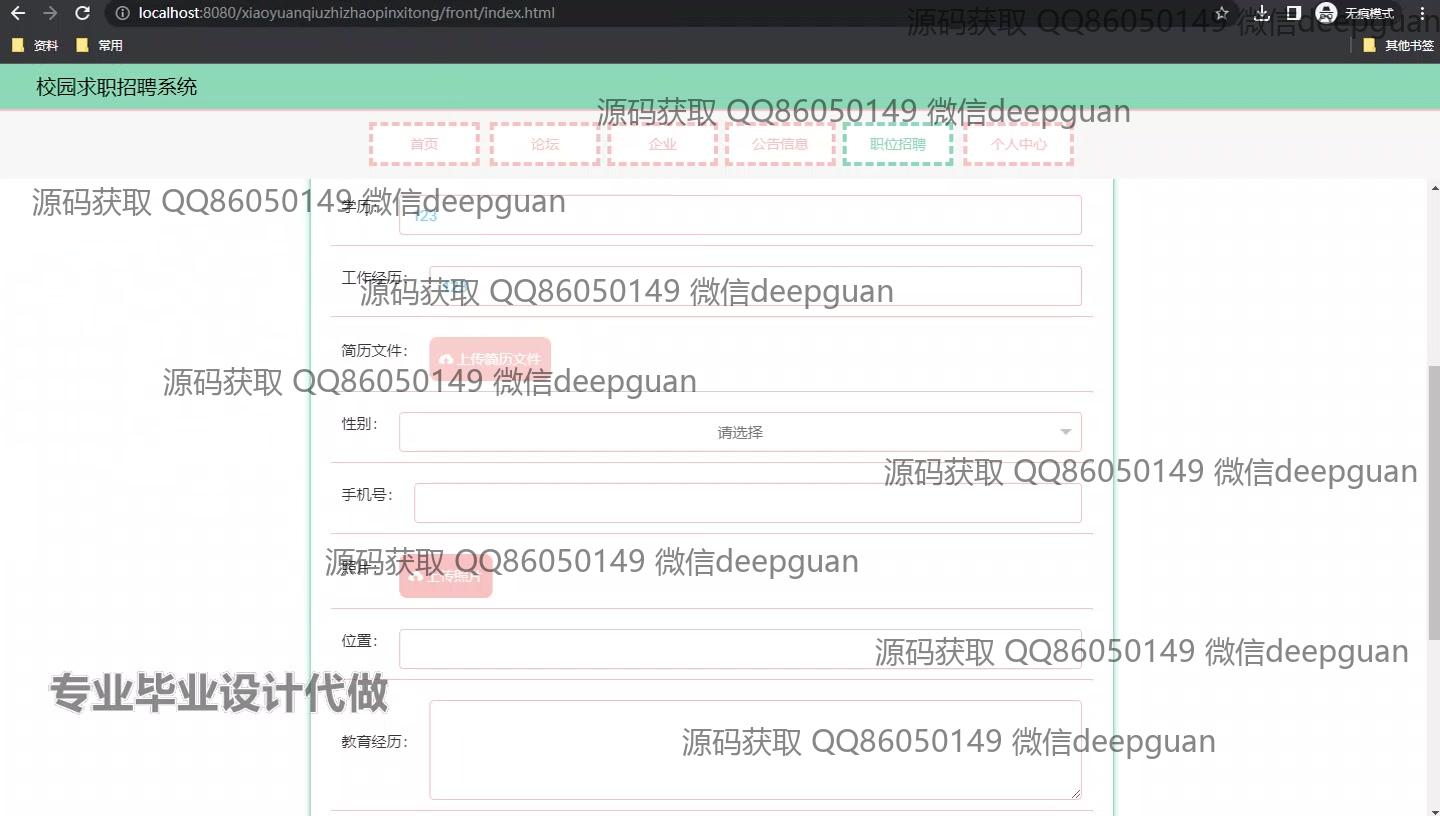 localhost:8080/xiaoyuanqiuzhizhaopinxitong/front/index.html
无痕模式
源码获取 QQ86050149 微信deepguan
资料
常用
其他书签
校园求职招聘系统
源码获取 QQ86050149 微信deepguan
首页
论坛
企业
公告信息
职位招聘
个人中心
源码获取 QQ86050149 微信deepguan
学历：
123
工作经历：
源码获取 QQ86050149 微信deepguan
简历文件：
上传简历文件
源码获取 QQ86050149 微信deepguan
性别：
请选择
源码获取 QQ86050149 微信deepguan
手机号：
源码获取 QQ86050149 微信deepguan
照片：
上传照片
位置：
源码获取 QQ86050149 微信deepguan
专业毕业设计代做
教育经历：
源码获取 QQ86050149 微信deepguan